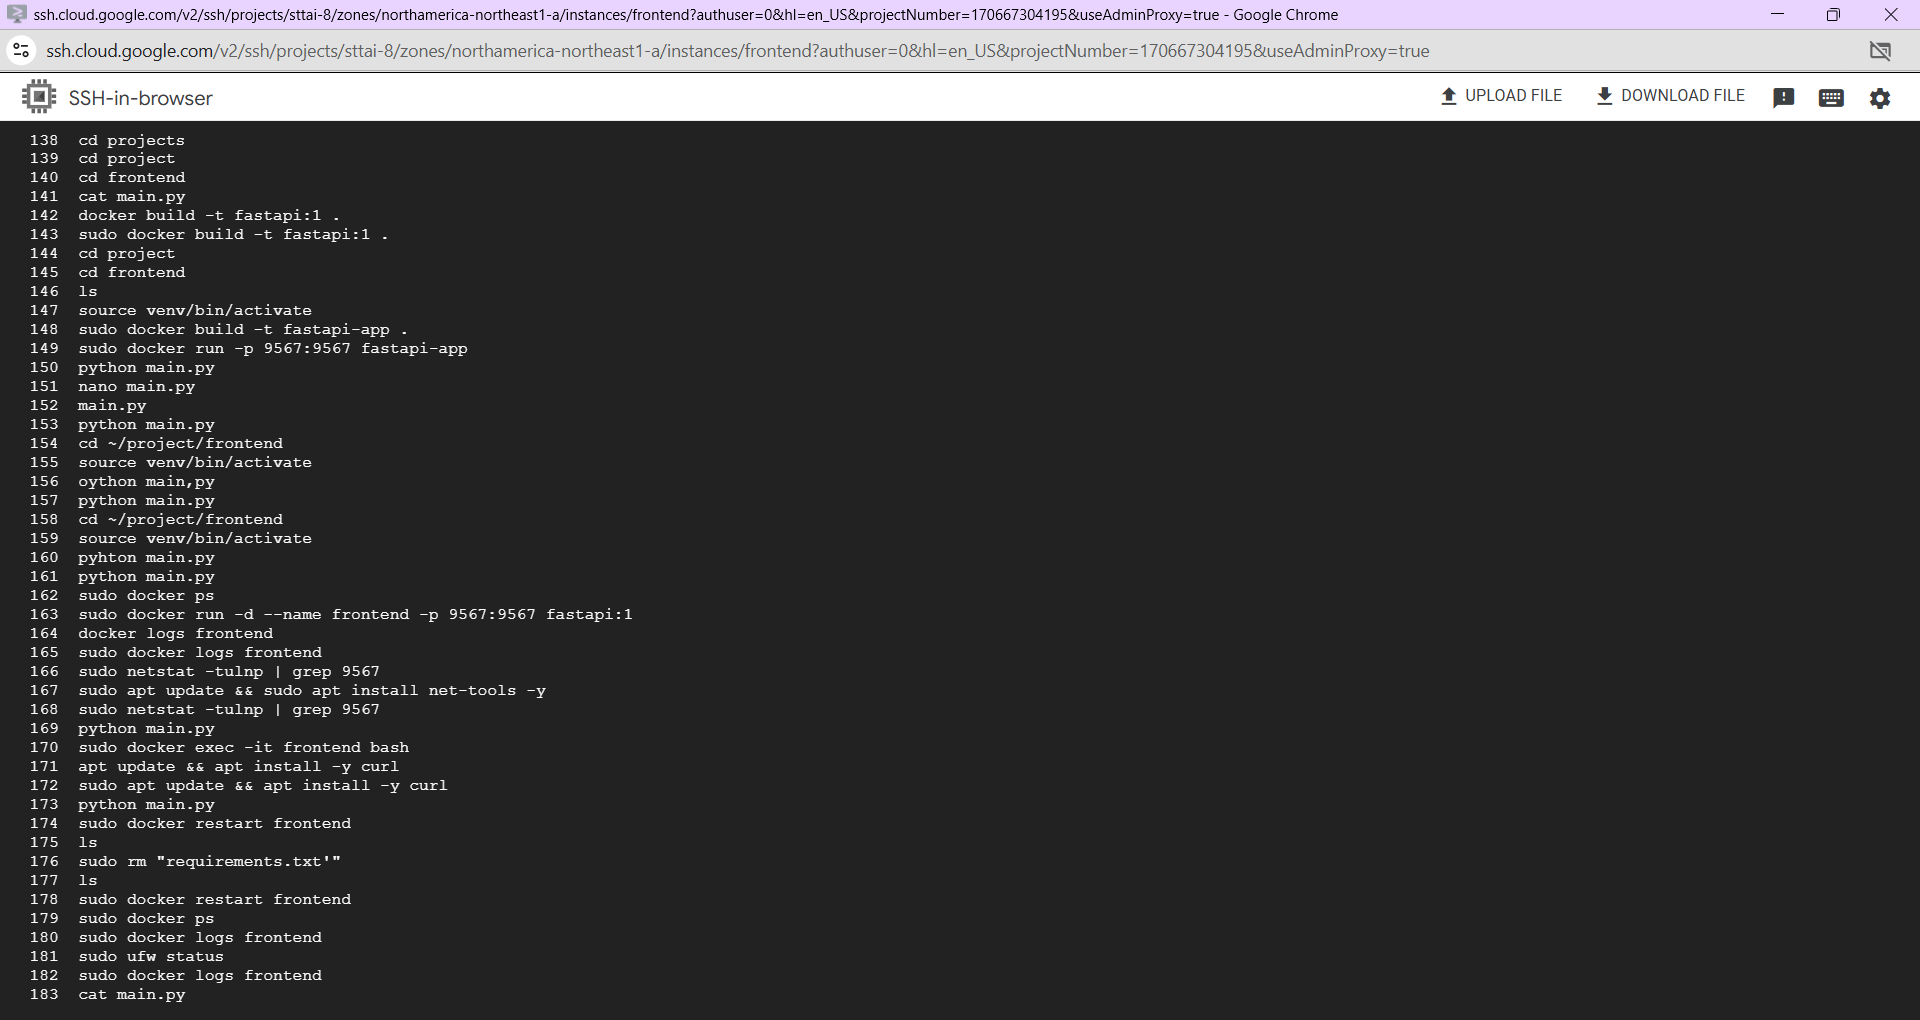 ssh.cloud.google.com/v2/ssh/projects/sttai-8/zones/northamerica-northeast1-a/instances/frontend?authuser=0&hl=en_US&projectNumber=170667304195&useAdminProxy=true - Google Chrome
ssh.cloud.google.com/v2/ssh/projects/sttai-8/zones/northamerica-northeast1-a/instances/frontend?authuser=0&hl=en_US&projectNumber=170667304195&useAdminProxy=true
SSH-in-browser UPLOAD FILE DOWNLOAD FILE
138 cd projects
139 cd project
140 cd frontend
141 cat main.py
142 docker build -t fastapi:1 .
143 sudo docker build -t fastapi:1 .
144 cd project
145 cd frontend
146 ls
147 source venv/bin/activate
148 sudo docker build -t fastapi-app .
149 sudo docker run -p 9567:9567 fastapi-app
150 python main.py
151 nano main.py
152 main.py
153 python main.py
154 cd ~/project/frontend
155 source venv/bin/activate
156 oython main,py
157 python main.py
158 cd ~/project/frontend
159 source venv/bin/activate
160 pyhton main.py
161 python main.py
162 sudo docker ps
163 sudo docker run -d --name frontend -p 9567:9567 fastapi:1
164 docker logs frontend
165 sudo docker logs frontend
166 sudo netstat -tulnp | grep 9567
167 sudo apt update && sudo apt install net-tools -y
168 sudo netstat -tulnp | grep 9567
169 python main.py
170 sudo docker exec -it frontend bash
171 apt update && apt install -y curl
172 sudo apt update && apt install -y curl
173 python main.py
174 sudo docker restart frontend
175 ls
176 sudo rm "requirements.txt'"
177 ls
178 sudo docker restart frontend
179 sudo docker ps
180 sudo docker logs frontend
181 sudo ufw status
182 sudo docker logs frontend
183 cat main.py